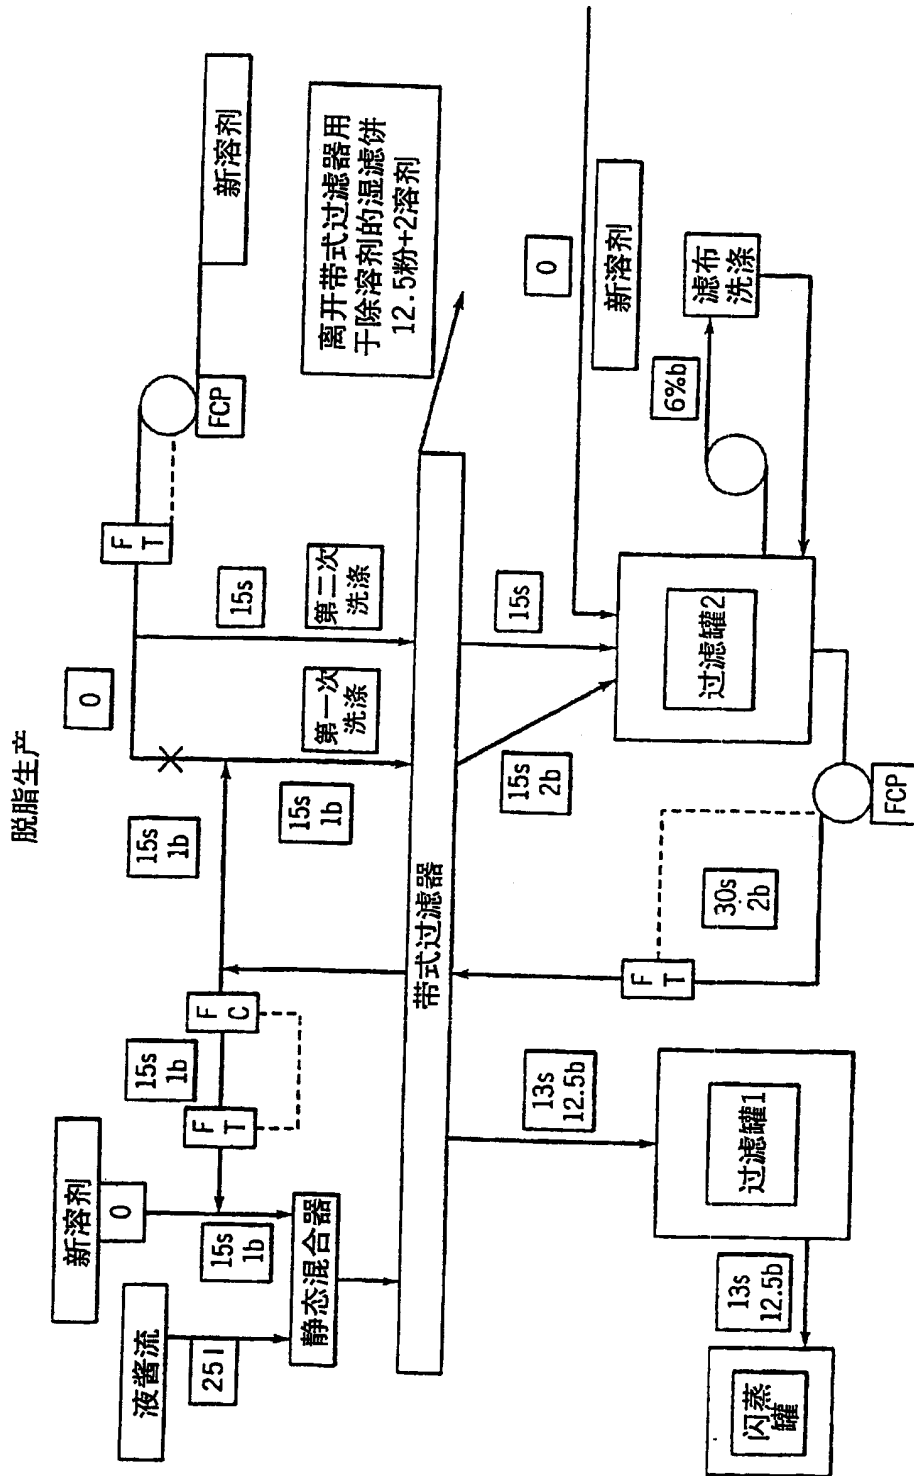 脱脂生产
0
F
T
新溶剂
FCP
新溶剂
0
液酱流
251
15s
1b
静态混合器
F
T
15s
1b
F
C
15s
1b
15s
1b
第一次
洗涤
15s
第二次
洗涤
离开带式过滤器用
于除溶剂的湿滤饼
12.5粉+2溶剂
带式过滤器
13s
12.5b
15s
2b
15s
0
新溶剂
F
T
30s
2b
过滤罐1
过滤罐2
6%b
滤布
洗涤
13s
12.5b
闪蒸
罐
FCP